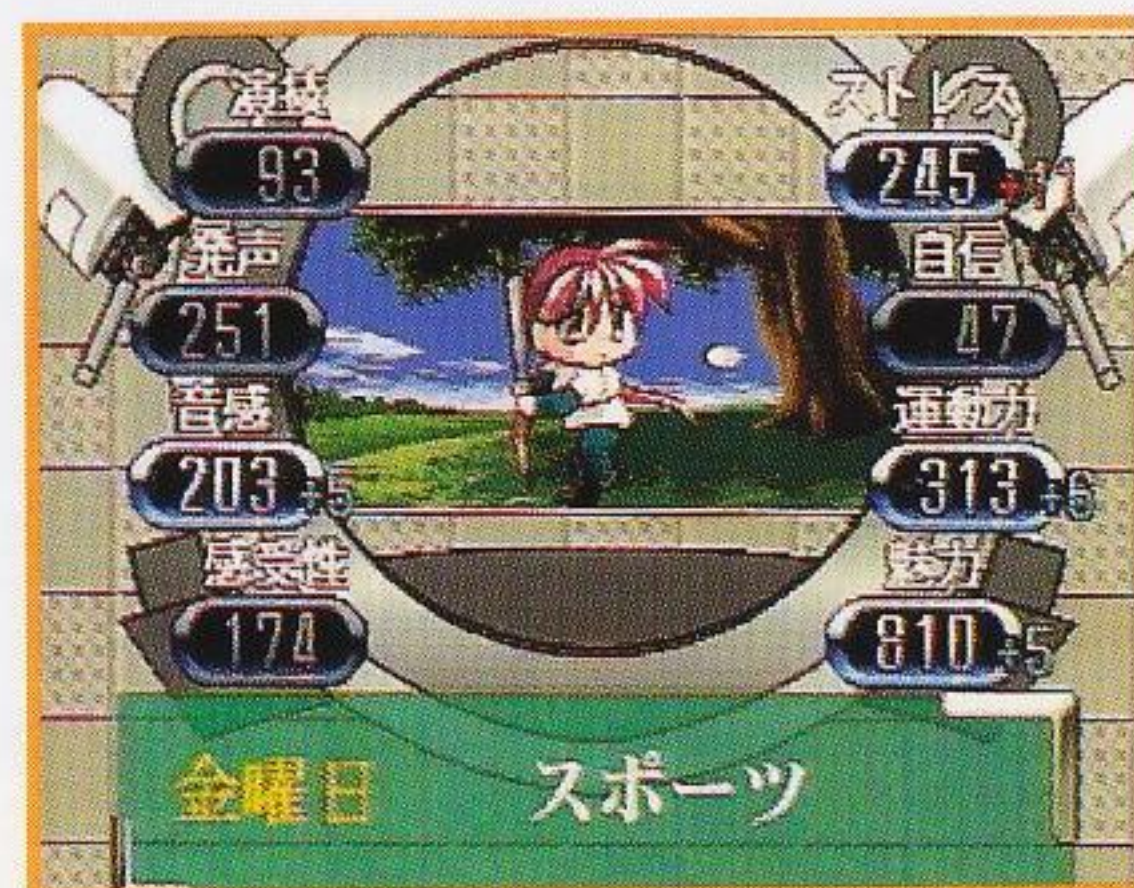 演技
93
発声
251
音感
203 +5
感受性
174
ストレス
245 +11
自信
47
運動力
313 +6
魅力
810 +5
金曜日 スポーツ